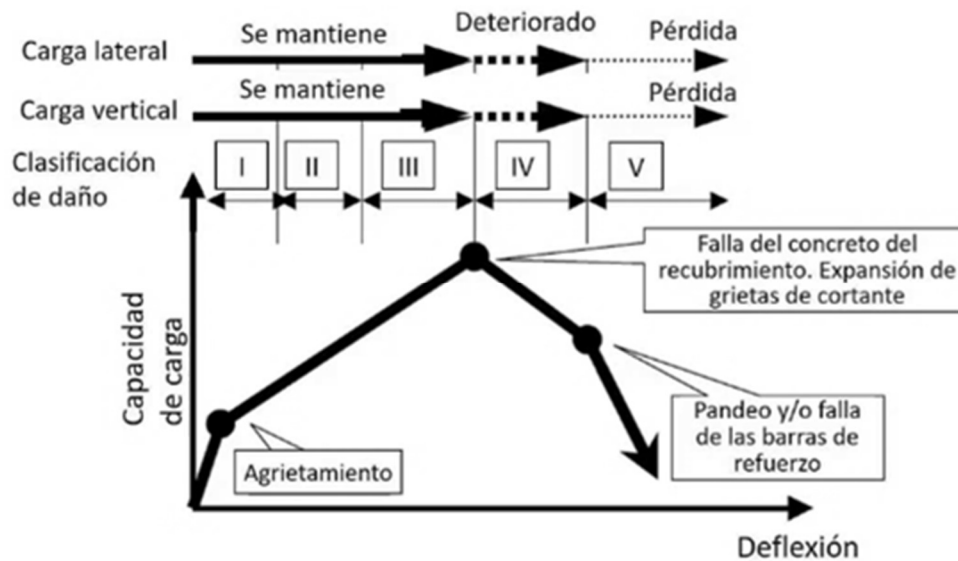 Deteriorado
Carga lateral
Se mantiene
Pérdida
Carga vertical
Se mantiene
Pérdida
Clasificación
de daño
I
II
III
IV
V
Falla del concreto del
recubrimiento. Expansión de
grietas de cortante
Capacidad
de carga
Agrietamiento
Pandeo y/o falla
de las barras de
refuerzo
Deflexión